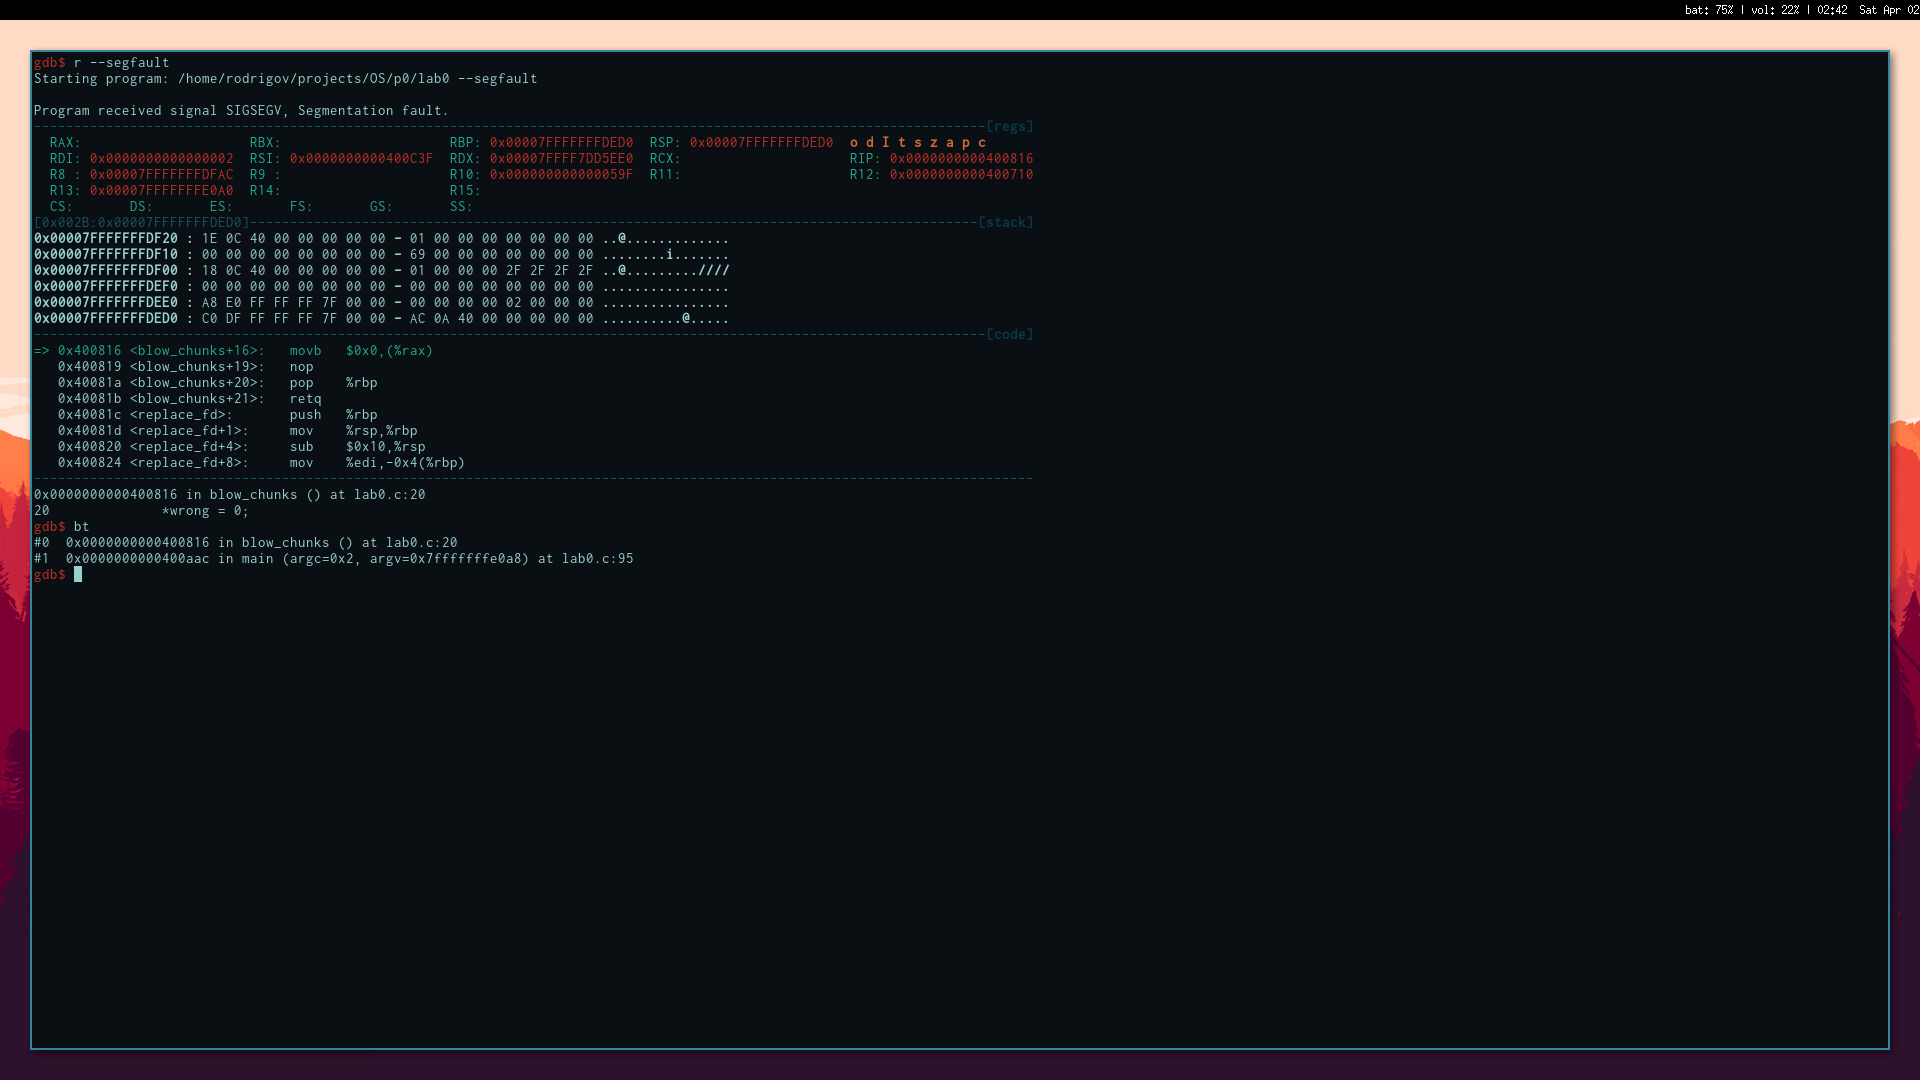 bat: 75% | vol: 22% | 02:42  Sat Apr 02
gdb$ r --segfault
Starting program: /home/rodrigov/projects/OS/p0/lab0 --segfault
Program received signal SIGSEGV, Segmentation fault.
-----------------------------------------------------------------------------------------------------------------------[regs]
  RAX:                      RBX:                      RBP: 0x00007FFFFFFFDED0  RSP: 0x00007FFFFFFFDED0  o d I t s z a p c
  RDI: 0x0000000000000002  RSI: 0x0000000000400C3F  RDX: 0x00007FFFF7DD5EE0  RCX:                     RIP: 0x0000000000400816
  R8 : 0x00007FFFFFFFDFAC  R9 :                     R10: 0x000000000000059F  R11:                     R12: 0x0000000000400710
  R13: 0x00007FFFFFFFE0A0  R14:                     R15:
  CS:       DS:       ES:       FS:       GS:       SS:
[0x002B:0x00007FFFFFFFDED0]-------------------------------------------------------------------------------------------[stack]
0x00007FFFFFFFDF20 : 1E 0C 40 00 00 00 00 00 - 01 00 00 00 00 00 00 00 ..@.............
0x00007FFFFFFFDF10 : 00 00 00 00 00 00 00 00 - 69 00 00 00 00 00 00 00 ........i.......
0x00007FFFFFFFDF00 : 18 0C 40 00 00 00 00 00 - 01 00 00 00 2F 2F 2F 2F ..@.........////
0x00007FFFFFFFDEF0 : 00 00 00 00 00 00 00 00 - 00 00 00 00 00 00 00 00 ................
0x00007FFFFFFFDEE0 : A8 E0 FF FF FF 7F 00 00 - 00 00 00 00 02 00 00 00 ................
0x00007FFFFFFFDED0 : C0 DF FF FF FF 7F 00 00 - AC 0A 40 00 00 00 00 00 ..........@.....
-----------------------------------------------------------------------------------------------------------------------[code]
=> 0x400816 <blow_chunks+16>:   movb   $0x0,(%rax)
   0x400819 <blow_chunks+19>:   nop
   0x40081a <blow_chunks+20>:   pop    %rbp
   0x40081b <blow_chunks+21>:   retq
   0x40081c <replace_fd>:       push   %rbp
   0x40081d <replace_fd+1>:     mov    %rsp,%rbp
   0x400820 <replace_fd+4>:     sub    $0x10,%rsp
   0x400824 <replace_fd+8>:     mov    %edi,-0x4(%rbp)
-----------------------------------------------------------------------------------------------------------------------------
0x0000000000400816 in blow_chunks () at lab0.c:20
20              *wrong = 0;
gdb$ bt
#0  0x0000000000400816 in blow_chunks () at lab0.c:20
#1  0x0000000000400aac in main (argc=0x2, argv=0x7fffffffe0a8) at lab0.c:95
gdb$